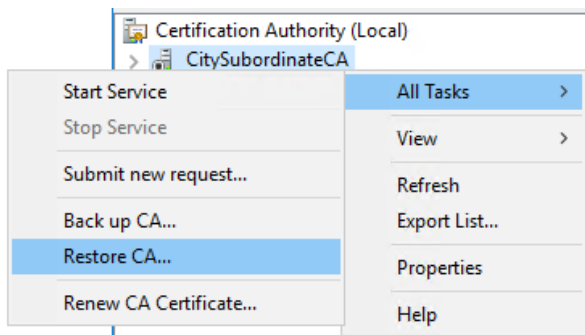 Certification Authority (Local)
CitySubordinateCA
Start Service
Stop Service
Submit new request...
Back up CA...
Restore CA...
Renew CA Certificate...
All Tasks
View
Refresh
Export List...
Properties
Help